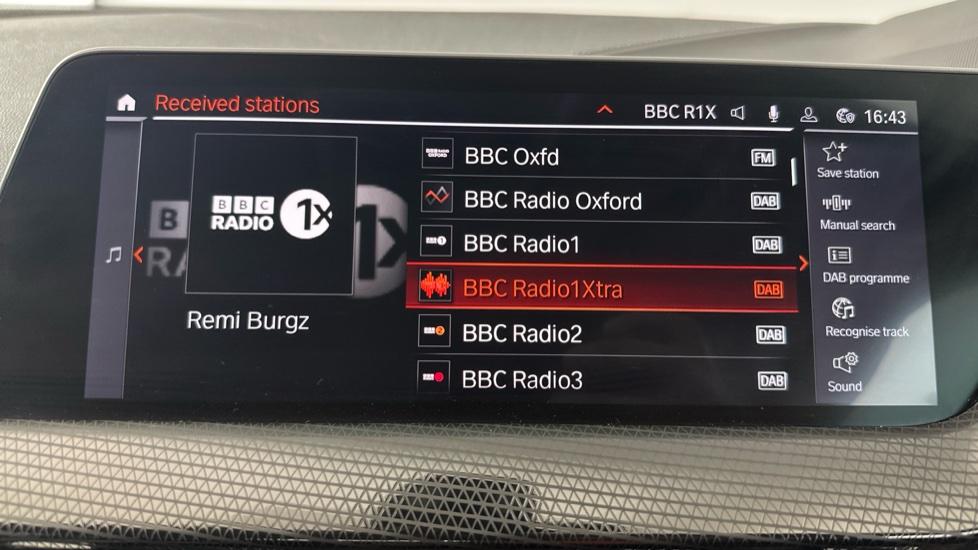 Received stations
BBC R1X
16:43
BBC
RADIO 1X
Remi Burgz
BBC Oxfd FM
BBC Radio Oxford DAB
BBC Radio1 DAB
BBC Radio1Xtra DAB
BBC Radio2 DAB
BBC Radio3 DAB
Save station
Manual search
DAB programme
Recognise track
Sound